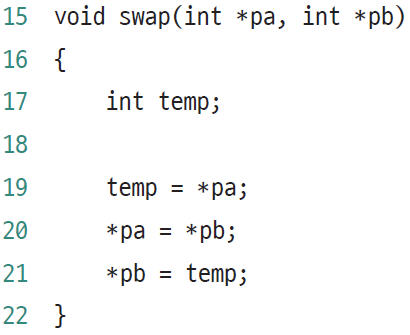 15 void swap(int *pa, int *pb)
16 {
17     int temp;
18
19     temp = *pa;
20     *pa = *pb;
21     *pb = temp;
22 }